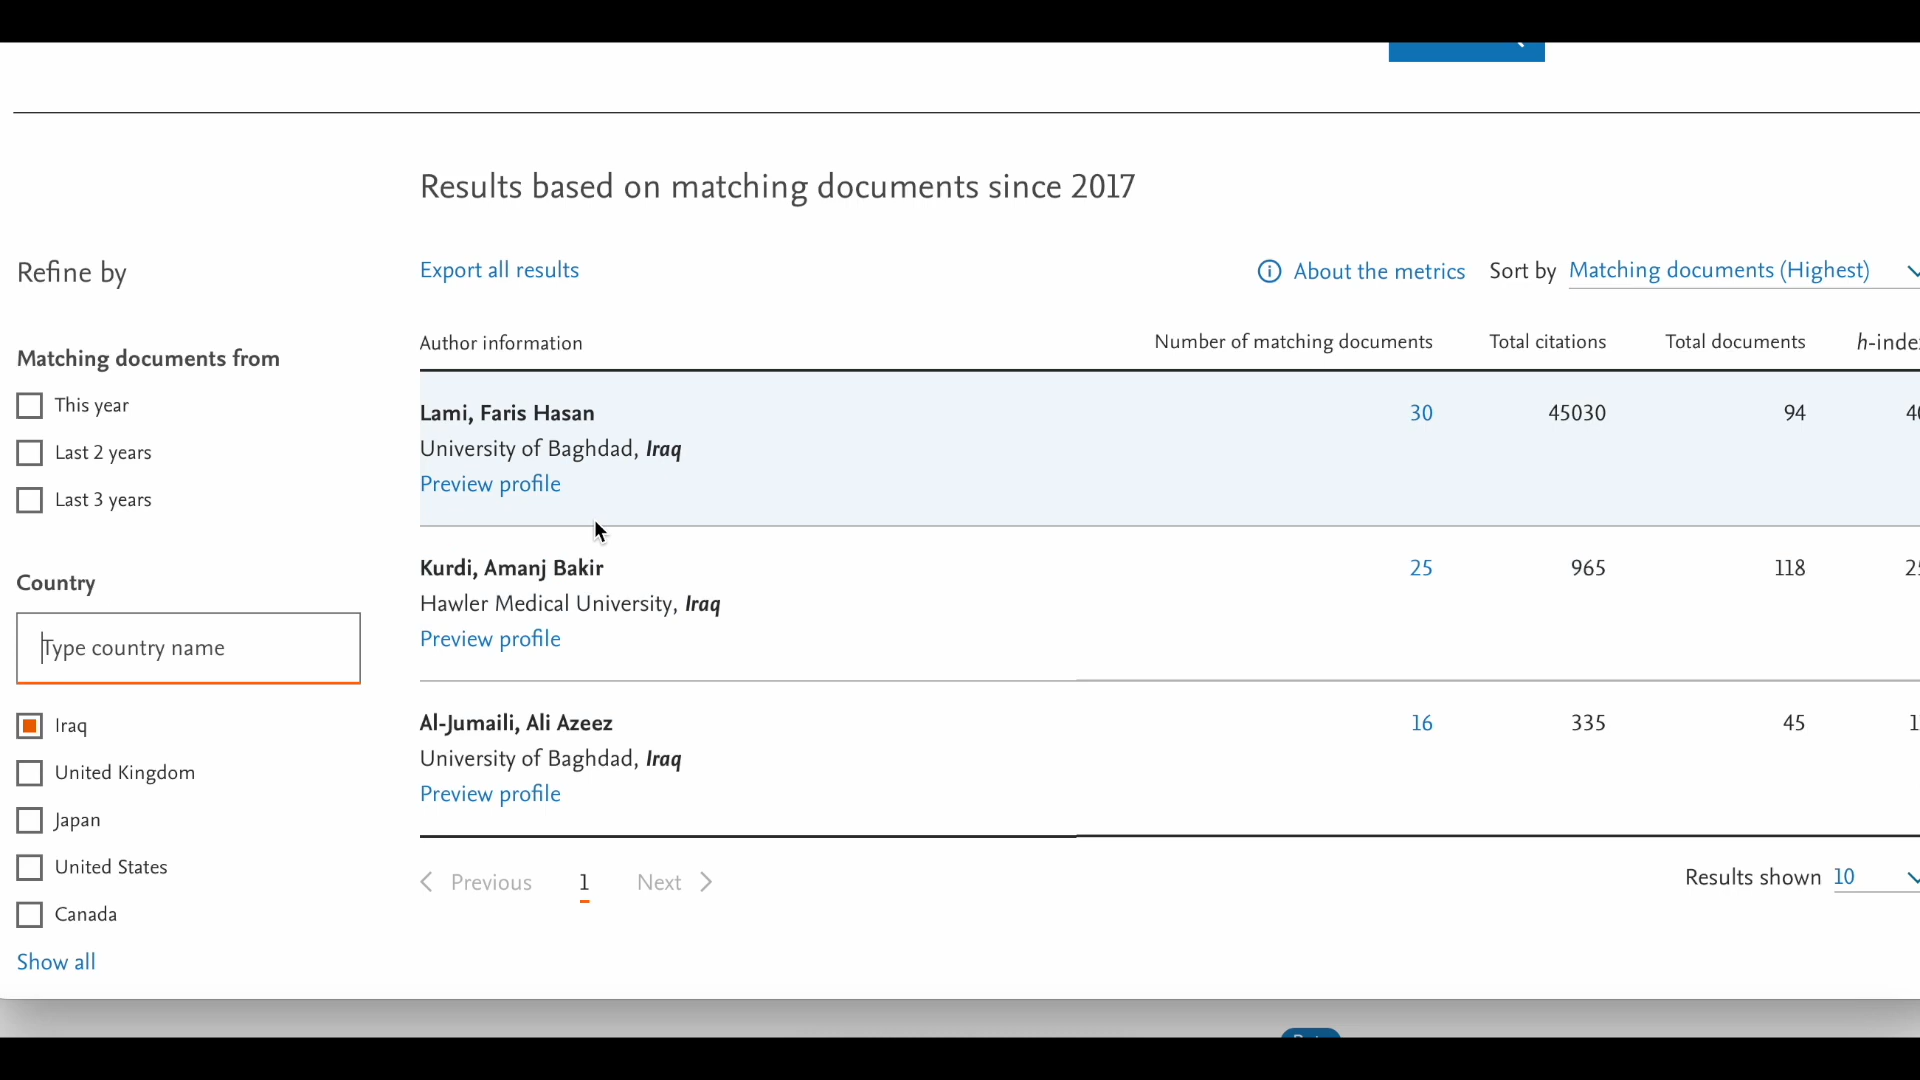 Results based on matching documents since 2017
Refine by
Export all results
About the metrics Sort by Matching documents (Highest)
Matching documents from
This year
Last 2 years
Last 3 years
Country
Type country name
Iraq
United Kingdom
Japan
United States
Canada
Show all
Author information Number of matching documents Total citations Total documents
Lami, Faris Hasan 30 45030 94
University of Baghdad, Iraq
Preview profile
Kurdi, Amanj Bakir 25 965 118
Hawler Medical University, Iraq
Preview profile
Al-Jumaili, Ali Azeez 16 335 45
University of Baghdad, Iraq
Preview profile
Previous 1 Next
Results shown 10